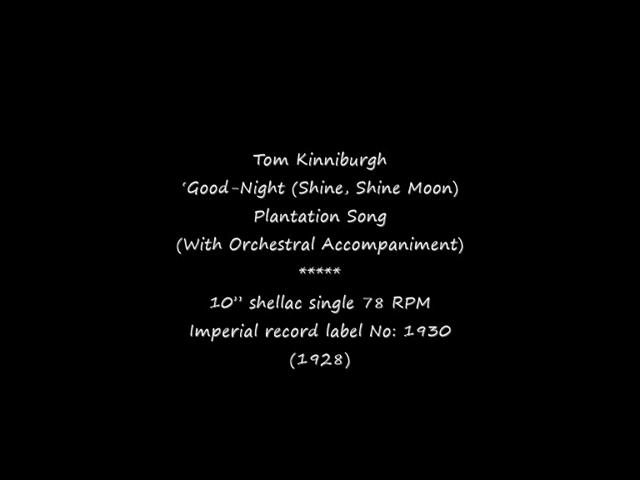 Tom Kinniburgh
‘Good-Night (Shine, Shine Moon)
Plantation Song
(With Orchestral Accompaniment)
*****
10” shellac single 78 RPM
Imperial record label No: 1930
(1928)